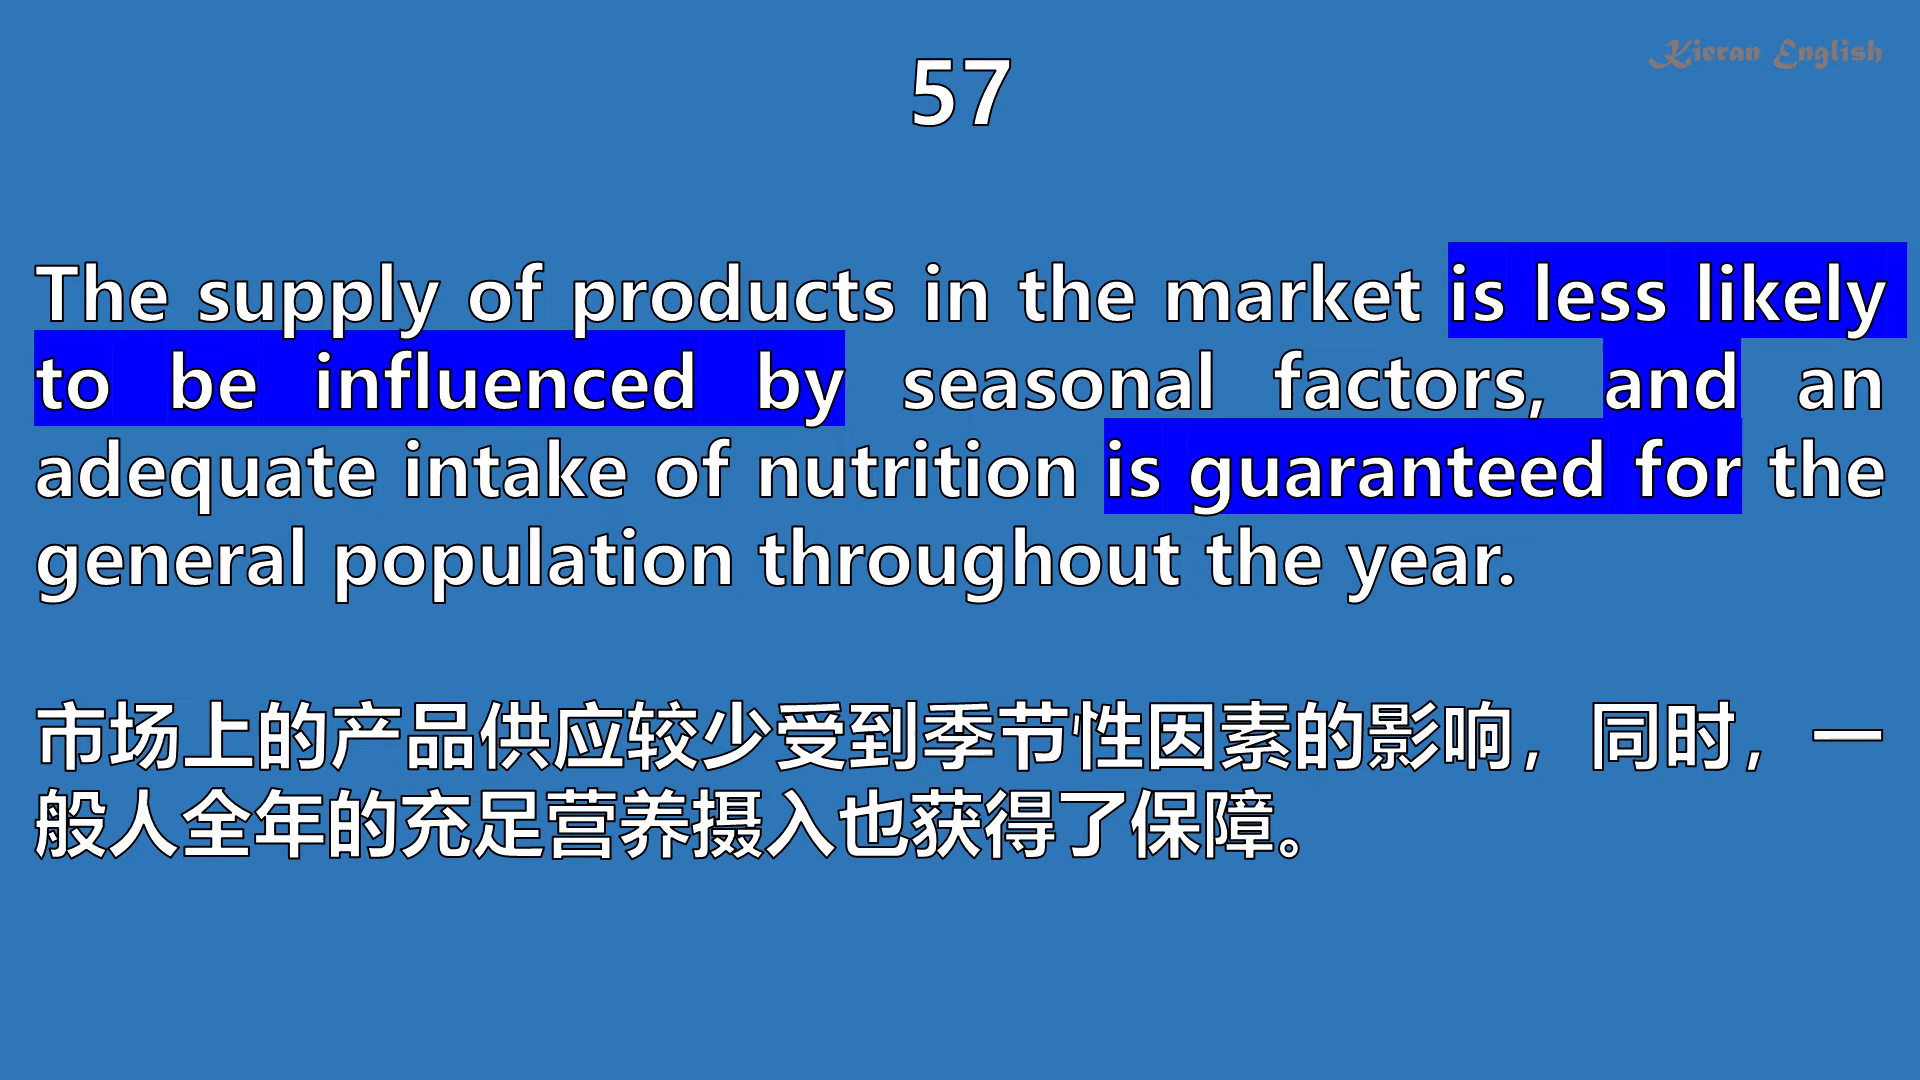 Kieran English
57
The supply of products in the market is less likely
to be influenced by seasonal factors, and an
adequate intake of nutrition is guaranteed for the
general population throughout the year.
市场上的产品供应较少受到季节性因素的影响，同时，一
般人全年的充足营养摄入也获得了保障。